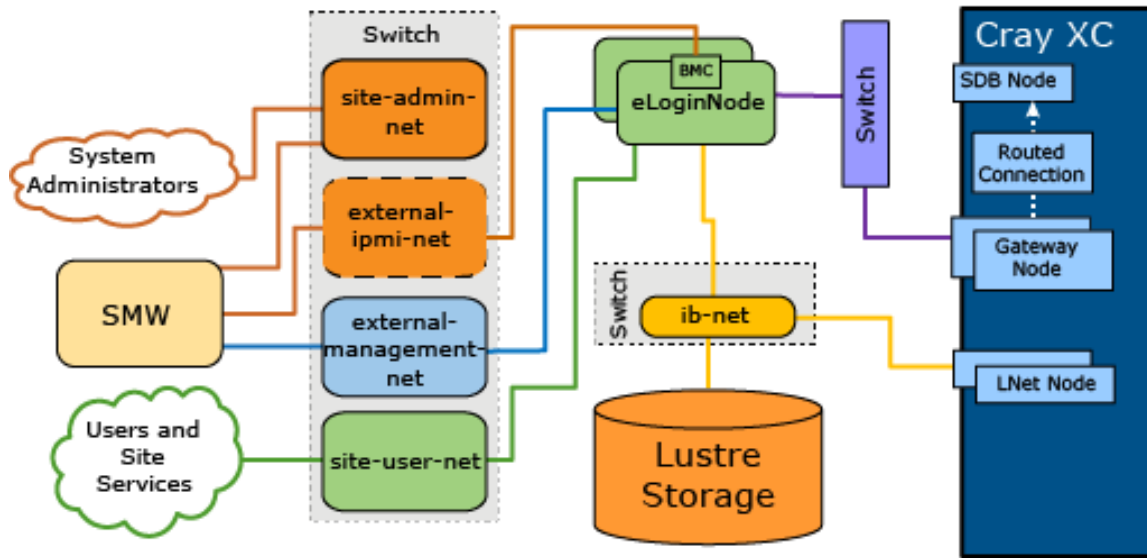 Switch
site-admin-
net
System
Administrators
external-
ipmi-net
SMW
external-
management-
net
Users and
Site
Services
site-user-net
BMC
eLoginNode
Switch
Switch
ib-net
Lustre
Storage
Cray XC
SDB Node
Routed
Connection
Gateway
Node
LNet Node